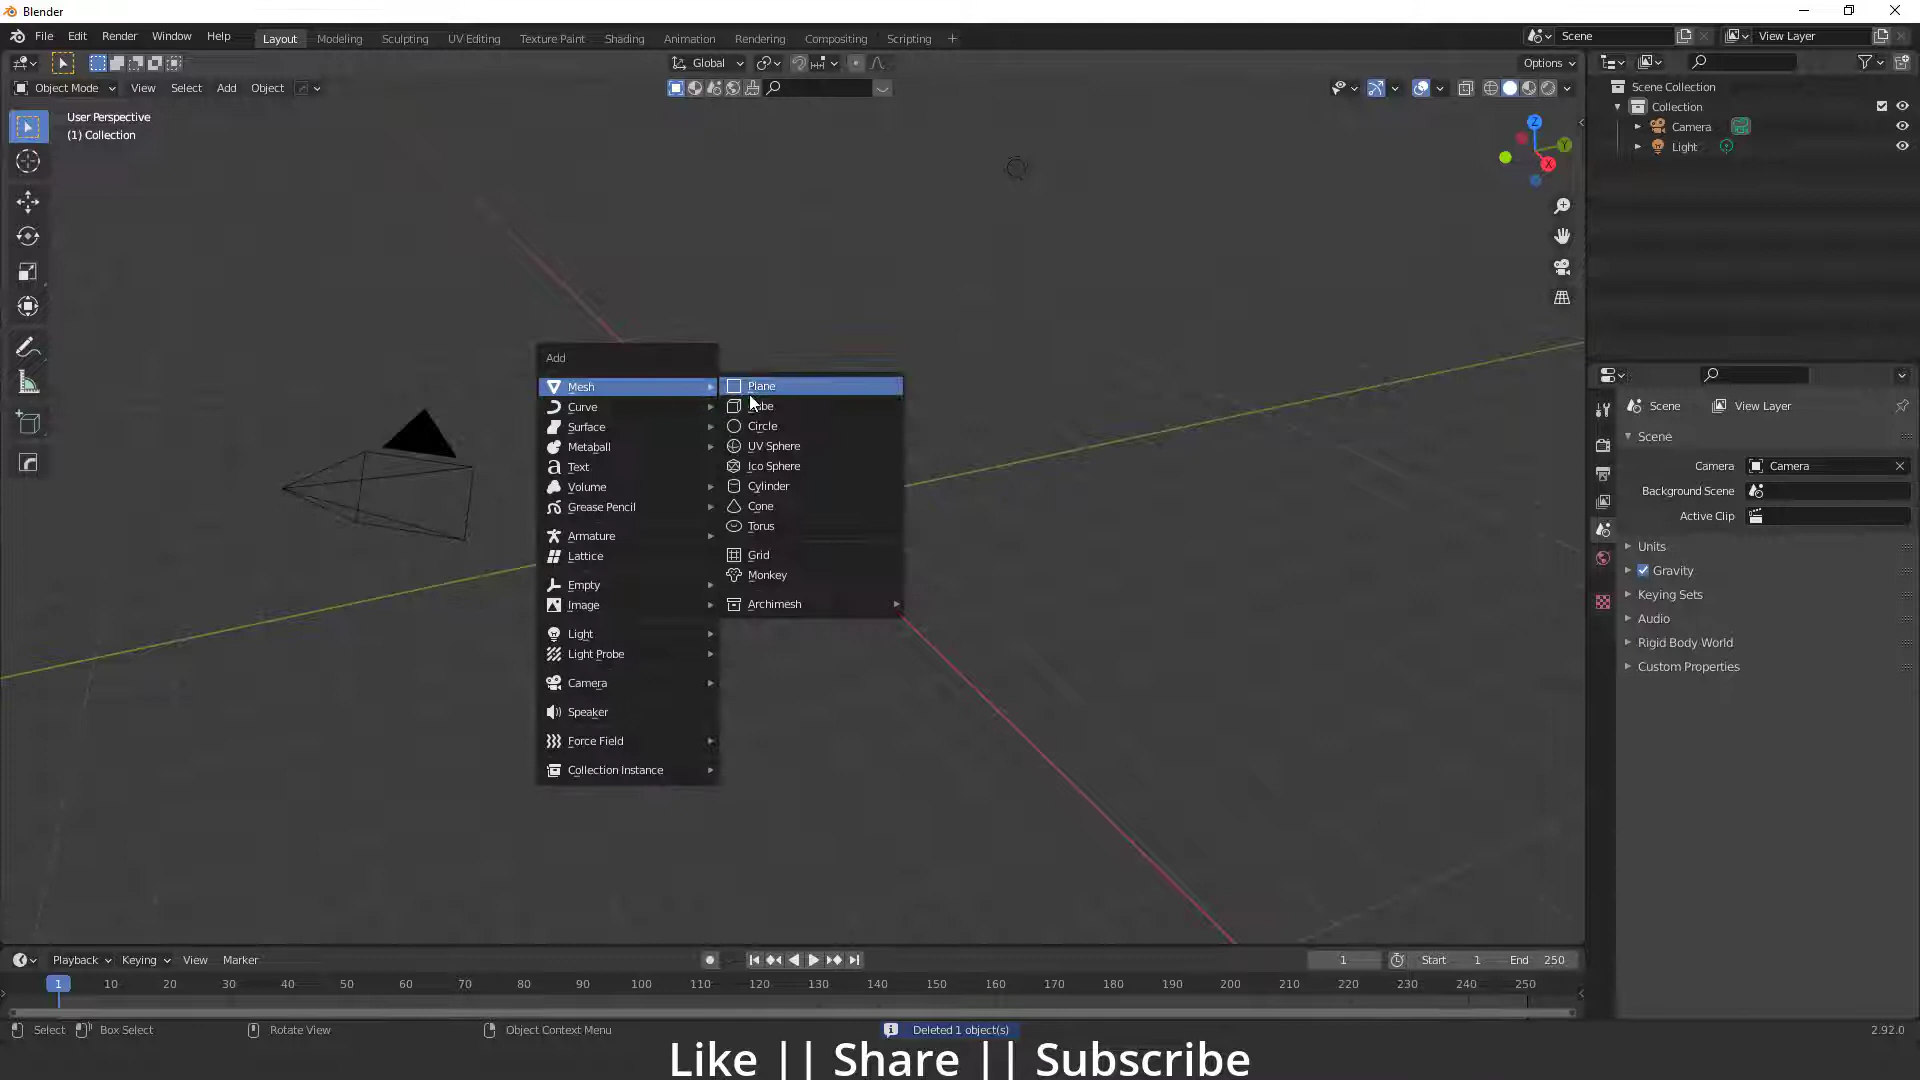 Blender
File Edit Render Window Help
Layout Modeling Sculpting UV Editing Texture Paint Shading Animation Rendering Compositing Scripting +
Scene
View Layer
Global
Options
Object Mode View Select Add Object
User Perspective
(1) Collection
Z
Y
X
Scene Collection
Collection
Camera
Light
Add
Mesh
Curve
Surface
Metaball
Text
Volume
Grease Pencil
Armature
Lattice
Empty
Image
Light
Light Probe
Camera
Speaker
Force Field
Collection Instance
Plane
Circle
UV Sphere
Ico Sphere
Cylinder
Cone
Torus
Grid
Monkey
Archimesh
Scene View Layer
Scene
Camera Camera
Background Scene
Active Clip
Units
Gravity
Keying Sets
Audio
Rigid Body World
Custom Properties
Playback Keying View Marker
1 Start 1 End 250
1 10 20 30 40 50 60 70 80 90 100 110 120 130 140 150 160 170 180 190 200 210 220 230 240 250
Select Box Select Rotate View Object Context Menu Deleted 1 object(s) 2.92.0
Like || Share || Subscribe